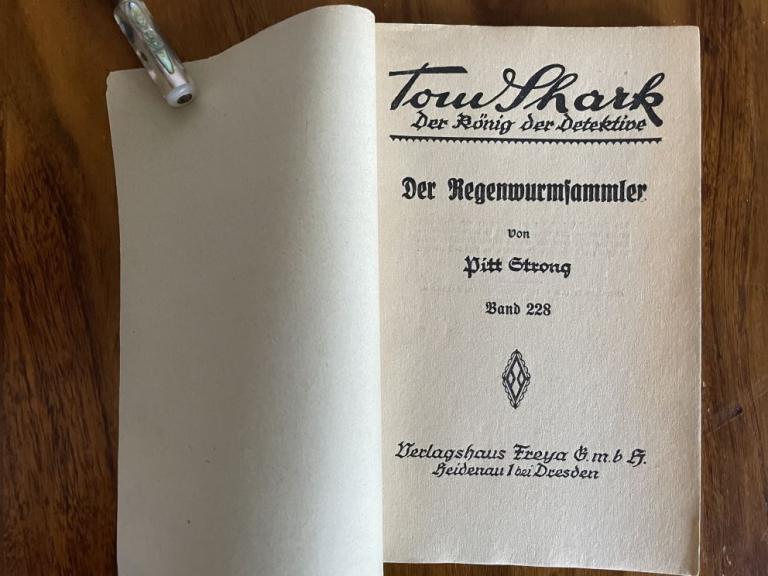 Tom Shark
Der König der Detektive
Der Regenwurmsammler
von
Pitt Strong
Band 228
Verlagshaus Freya G.m.b H.
Heidenau 1 bei Dresden